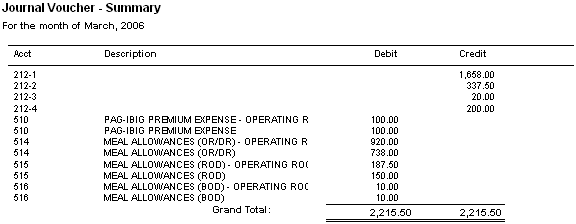 Journal Voucher - Summary
For the month of March, 2006
Acct Description Debit Credit
212-1 1,658.00
212-2 337.50
212-3 20.00
212-4 200.00
510 PAG-IBIG PREMIUM EXPENSE - OPERATING R 100.00
510 PAG-IBIG PREMIUM EXPENSE 100.00
514 MEAL ALLOWANCES (OR/DR) - OPERATING R 920.00
514 MEAL ALLOWANCES (OR/DR) 738.00
515 MEAL ALLOWANCES (ROD) - OPERATING ROO 187.50
515 MEAL ALLOWANCES (ROD) 150.00
516 MEAL ALLOWANCES (BOD) - OPERATING ROO 10.00
516 MEAL ALLOWANCES (BOD) 10.00
Grand Total: 2,215.50 2,215.50